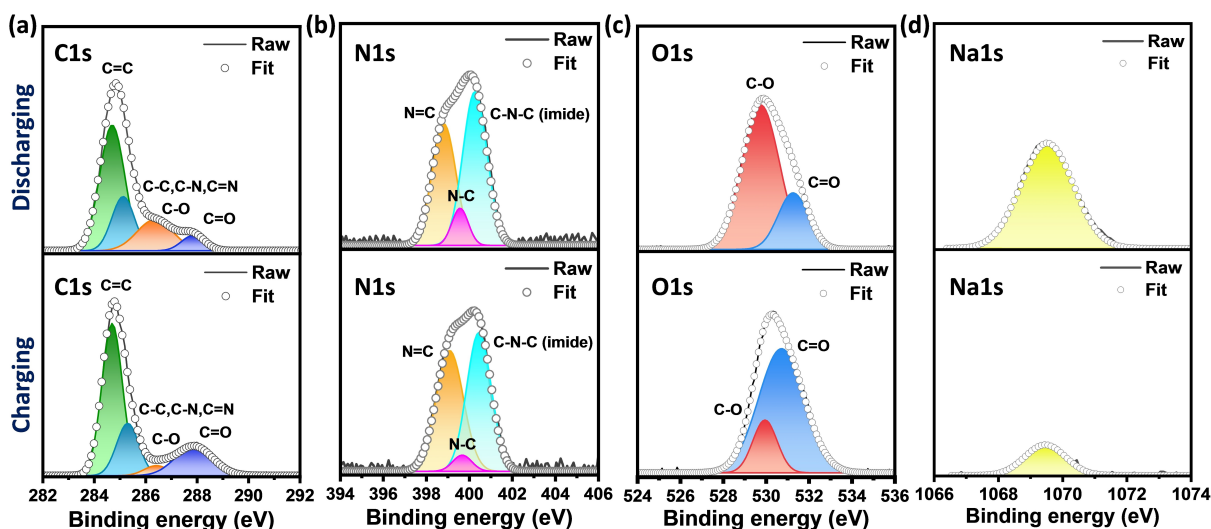 (a)
(b)
(c)
(d)
Discharging
C1s
Raw
Fit
C=C
C-C,C-N,C=N
C-O
C=O
N1s
Raw
Fit
N=C
C-N-C (imide)
N-C
O1s
Raw
Fit
C-O
C=O
Na1s
Raw
Fit
Charging
C1s
Raw
Fit
C=C
C-C,C-N,C=N
C-O
C=O
N1s
Raw
Fit
N=C
C-N-C (imide)
N-C
O1s
Raw
Fit
C=O
C-O
Na1s
Raw
Fit
282 284 286 288 290 292
394 396 398 400 402 404 406
524 526 528 530 532 534 536
1066 1068 1070 1072 1074
Binding energy (eV)
Binding energy (eV)
Binding energy (eV)
Binding energy (eV)